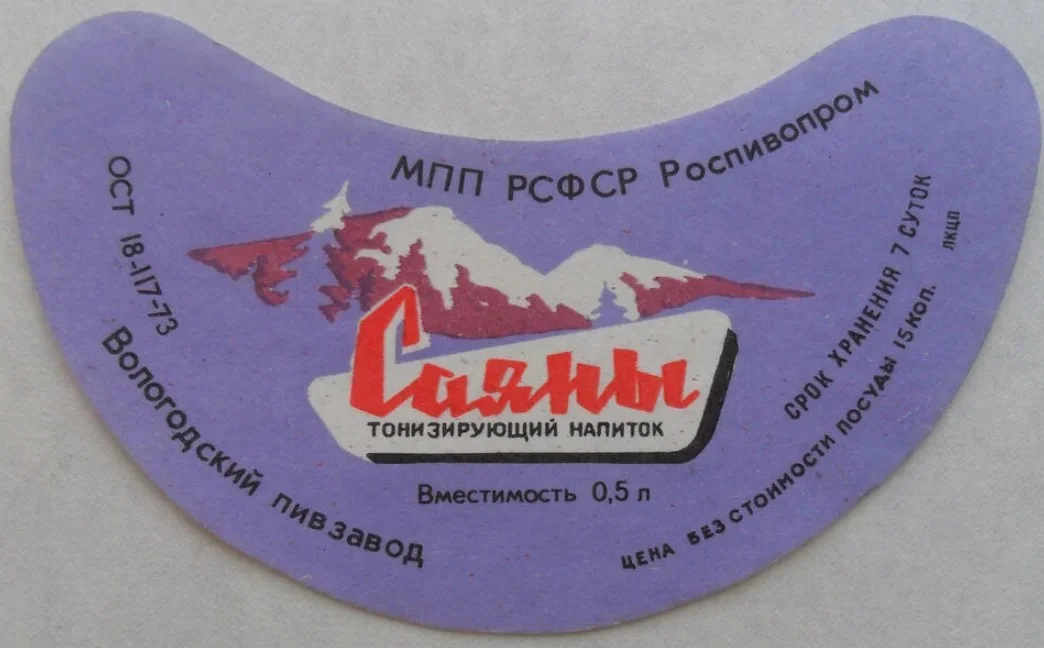 МПП РСФСР Роспивопром
ОСТ 18-117-73
Вологодский пивзавод
Саяны
ТОНИЗИРУЮЩИЙ НАПИТОК
Вместимость 0,5 л
СРОК ХРАНЕНИЯ 7 СУТОК
ЦЕНА БЕЗ СТОИМОСТИ ПОСУДЫ 15 КОП.
ЛКЦП